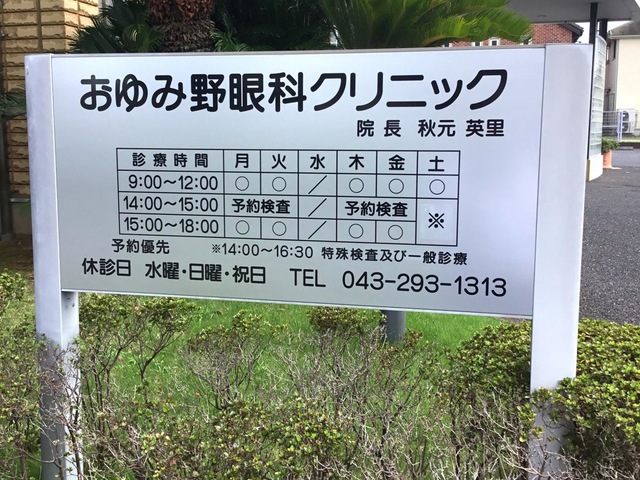 おゆみ野眼科クリニック
院長 秋元 英里
診療時間 月 火 水 木 金 土
9:00～12:00 ○ ○ ／ ○ ○ ○
14:00～15:00 予約検査 ／ 予約検査 ※
15:00～18:00 ○ ○ ／ ○ ○
予約優先 ※14:00～16:30 特殊検査及び一般診療
休診日 水曜・日曜・祝日 TEL 043-293-1313